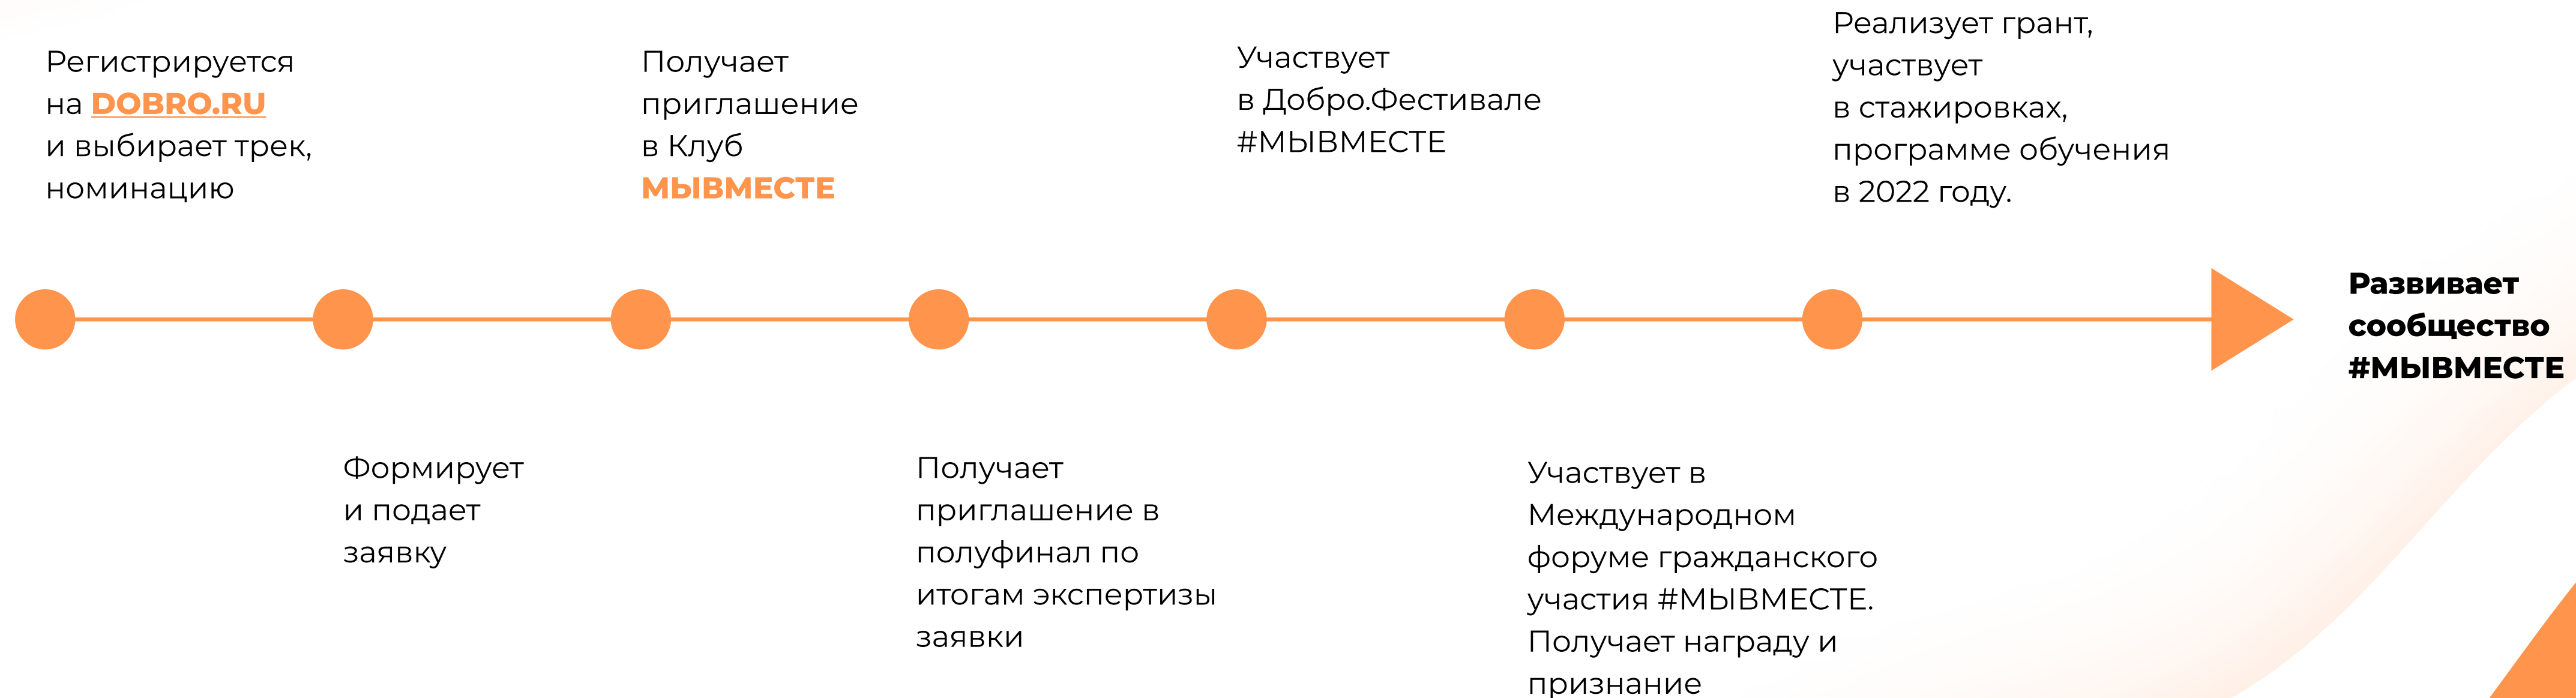 Регистрируется
на DOBRO.RU
и выбирает трек,
номинацию
Формирует
и подает
заявку
Получает
приглашение
в Клуб
МЫВМЕСТЕ
Получает
приглашение в
полуфинал по
итогам экспертизы
заявки
Участвует
в Добро.Фестивале
#МЫВМЕСТЕ
Участвует в
Международном
форуме гражданского
участия #МЫВМЕСТЕ.
Получает награду и
признание
Реализует грант,
участвует
в стажировках,
программе обучения
в 2022 году.
Развивает
сообщество
#МЫВМЕСТЕ